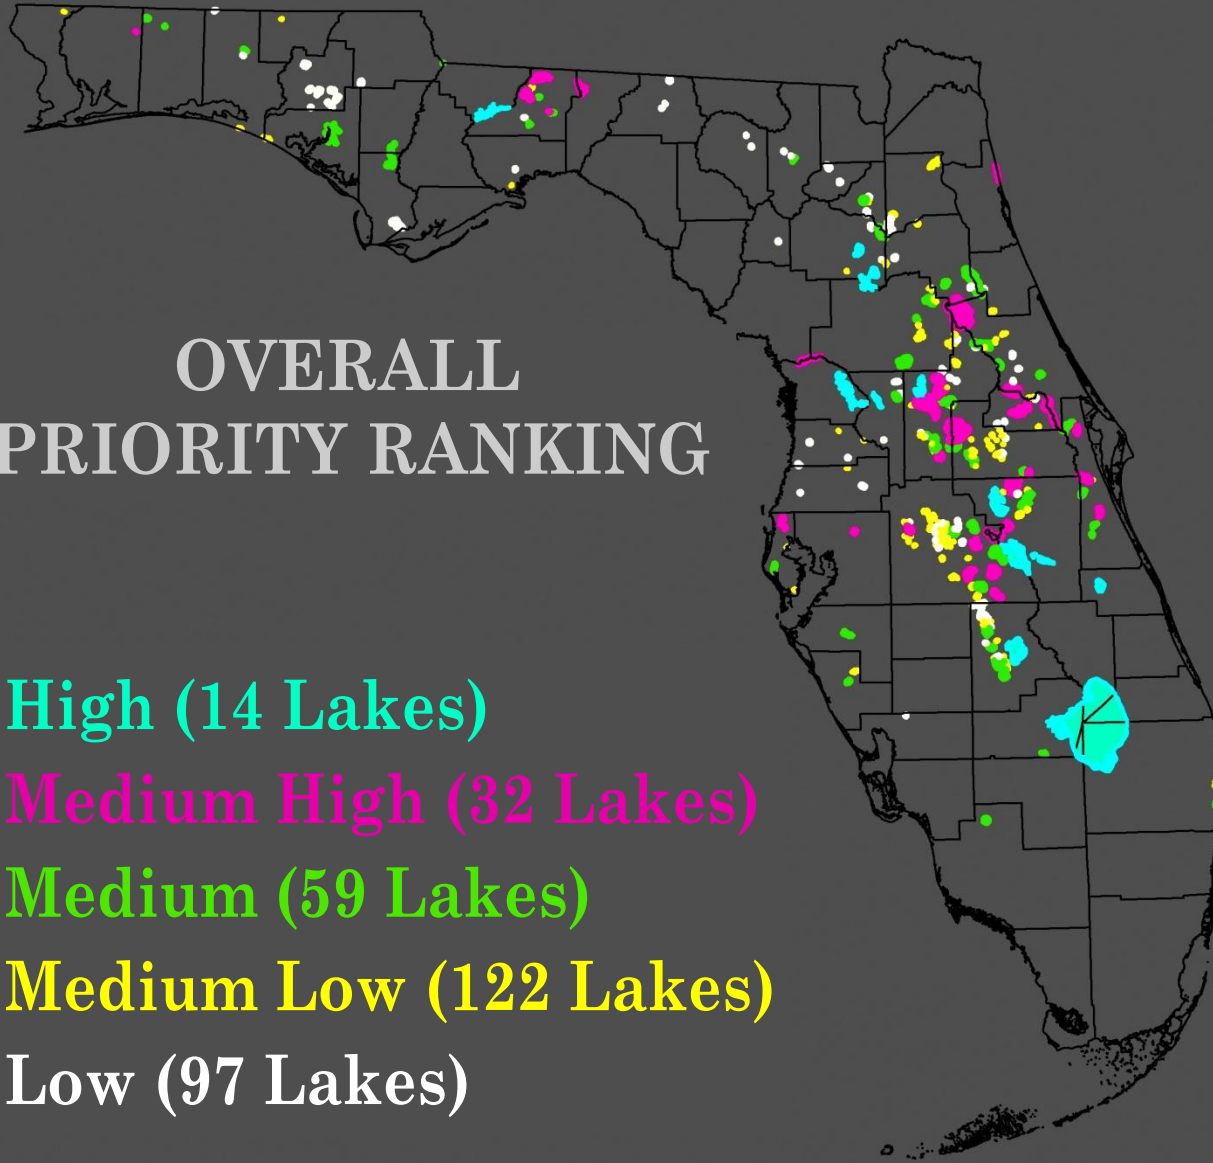 OVERALL
PRIORITY RANKING
High (14 Lakes)
Medium High (32 Lakes)
Medium (59 Lakes)
Medium Low (122 Lakes)
Low (97 Lakes)